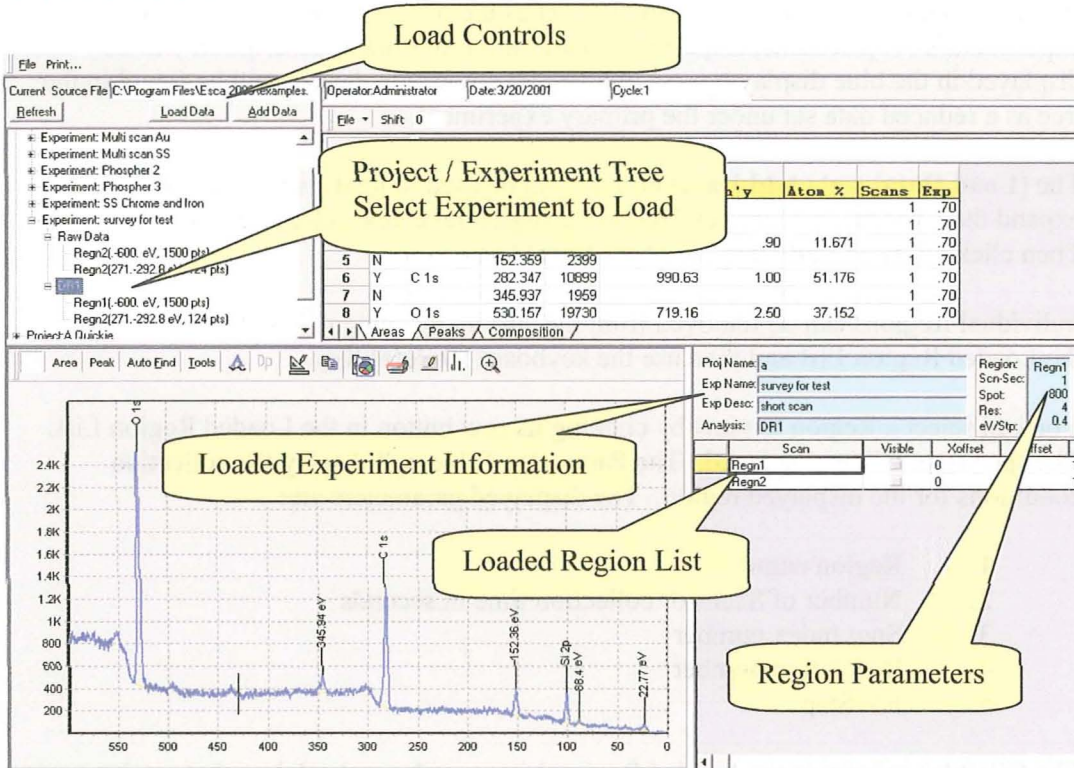 Load Controls
File Print...
Current Source File C:\Program Files\Esca 2000\examples.
Operator:Administrator Date:3/20/2001 Cycle:1
Refresh Load Data Add Data
File Shift 0
Experiment: Multi scan Au
Experiment: Multi scan SS
Experiment: Phospher 2
Experiment: Phospher 3
Experiment: SS Chrome and Iron
Experiment: survey for test
Raw Data
Regn2(-600. eV, 1500 pts)
Regn2(271.-292.8 eV, 124 pts)
DR1
Regn1(-600. eV, 1500 pts)
Regn2(271.-292.8 eV, 124 pts)
Project:A Quickie
Project / Experiment Tree
Select Experiment to Load
'y Atom % Scans Exp
1 .70
1 .70
.90 11.671 1 .70
5 N 152.359 2399 1 .70
6 Y C 1s 282.347 10899 990.63 1.00 51.176 1 .70
7 N 345.937 1959 1 .70
8 Y O 1s 530.157 19730 719.16 2.50 37.152 1 .70
Areas Peaks Composition
Area Peak Auto Find Tools Dp
Proj Name: a
Exp Name: survey for test
Exp Desc: short scan
Analysis: DR1
Region: Regn1
Scn-Sec: 1
Spot: 800
Res: 4
eV/Stp: 0.4
Scan Visible Xoffset ffset
Regn1 0
Regn2 0
Loaded Experiment Information
Loaded Region List
Region Parameters
1s
C 1s
345.94 eV
152.36 eV
Si 2p
22.77 eV
2.4K
2.2K
2K
1.8K
1.6K
1.4K
1.2K
1K
800
600
400
200
550 500 450 400 350 300 250 200 150 100 50 0